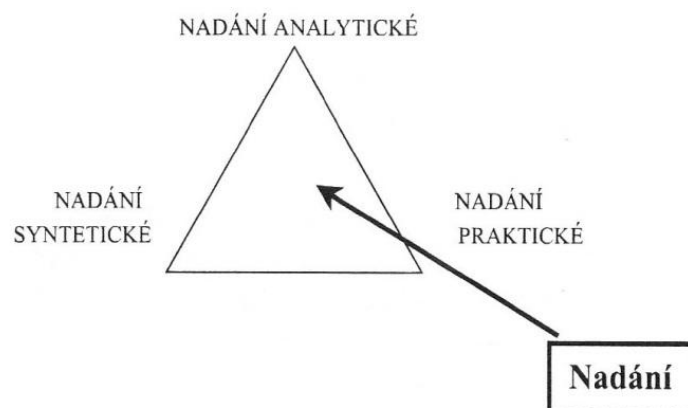 NADÁNÍ ANALYTICKÉ
NADÁNÍ
SYNTETICKÉ
NADÁNÍ
PRAKTICKÉ
Nadání